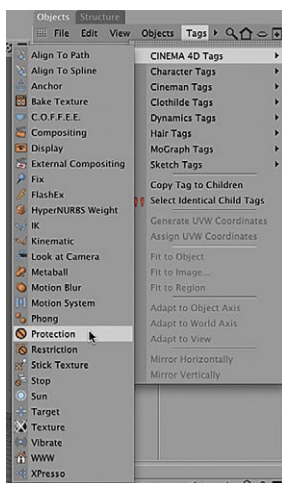 Objects Structure
File Edit View Objects Tags
CINEMA 4D Tags
Character Tags
Cineman Tags
Clothilde Tags
Dynamics Tags
Hair Tags
MoGraph Tags
Sketch Tags
Copy Tag to Children
Select Identical Child Tags
Generate UVW Coordinates
Assign UVW Coordinates
Fit to Object
Fit to Image...
Fit to Region
Adapt to Object Axis
Adapt to World Axis
Adapt to View
Mirror Horizontally
Mirror Vertically
Align To Path
Align To Spline
Anchor
Bake Texture
C.O.F.F.E.E.
Compositing
Display
External Compositing
Fix
FlashEx
HyperNURBS Weight
IK
Kinematic
Look at Camera
Metaball
Motion Blur
Motion System
Phong
Protection
Restriction
Stick Texture
Stop
Sun
Target
Texture
Vibrate
WWW
XPresso